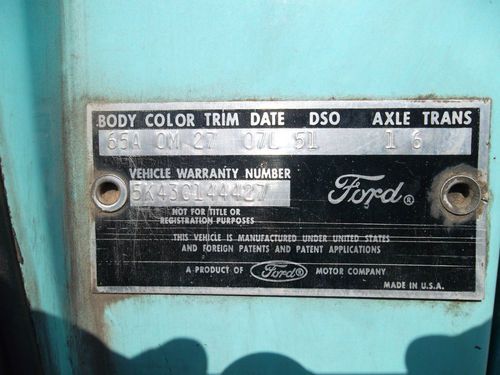 BODY COLOR TRIM DATE DSO AXLE TRANS
65A OM 27 07L 51 1 6
VEHICLE WARRANTY NUMBER
5K43C144427
Ford®
NOT FOR TITLE OR
REGISTRATION PURPOSES
THIS VEHICLE IS MANUFACTURED UNDER UNITED STATES
AND FOREIGN PATENTS AND PATENT APPLICATIONS
A PRODUCT OF Ford® MOTOR COMPANY
MADE IN U.S.A.